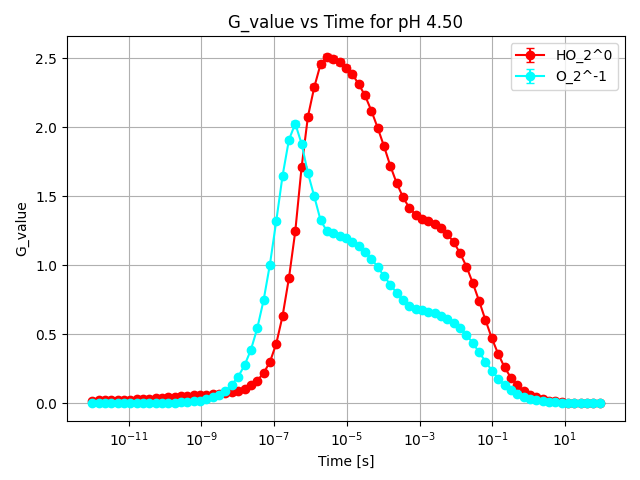 G_value vs Time for pH 4.50
HO_2^0
O_2^-1
2.5
2.0
1.5
1.0
0.5
0.0
G_value
10^-11 10^-9 10^-7 10^-5 10^-3 10^-1 10^1
Time [s]